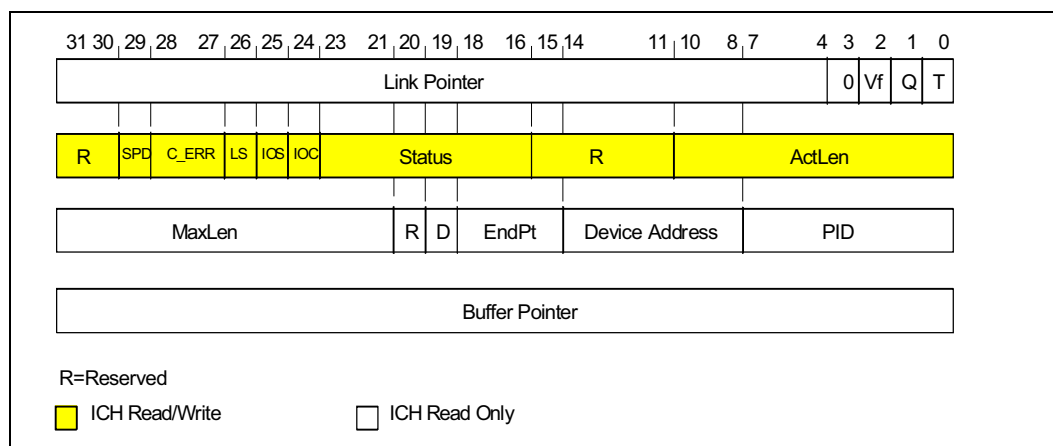 31 30 29 28 27 26 25 24 23 21 20 19 18 16 15 14 11 10 8 7 4 3 2 1 0
Link Pointer 0 Vf Q T
R SPD C_ERR LS IOS IOC Status R ActLen
MaxLen R D EndPt Device Address PID
Buffer Pointer
R=Reserved
ICH Read/Write ICH Read Only